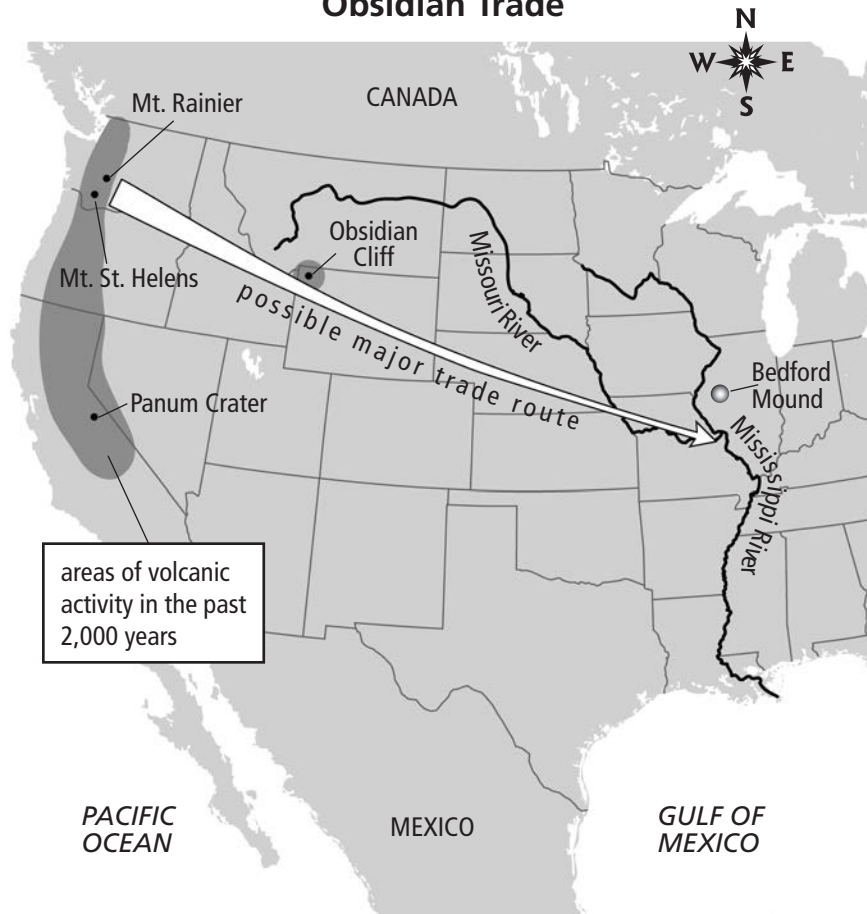 Obsidian Trade
N
W
E
S
Mt. Rainier
CANADA
Obsidian
Cliff
Mt. St. Helens
Missouri River
possible major trade route
Panum Crater
Bedford
Mound
Mississippi River
areas of volcanic
activity in the past
2,000 years
PACIFIC
OCEAN
MEXICO
GULF OF
MEXICO